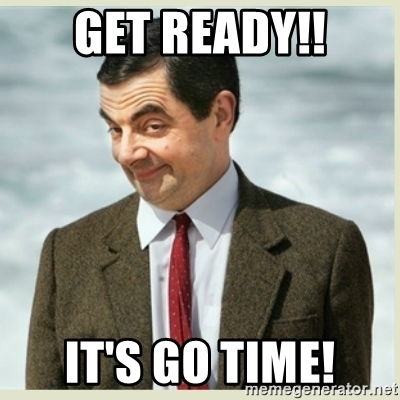 GET READY!!
IT'S GO TIME!
memegenerator.net